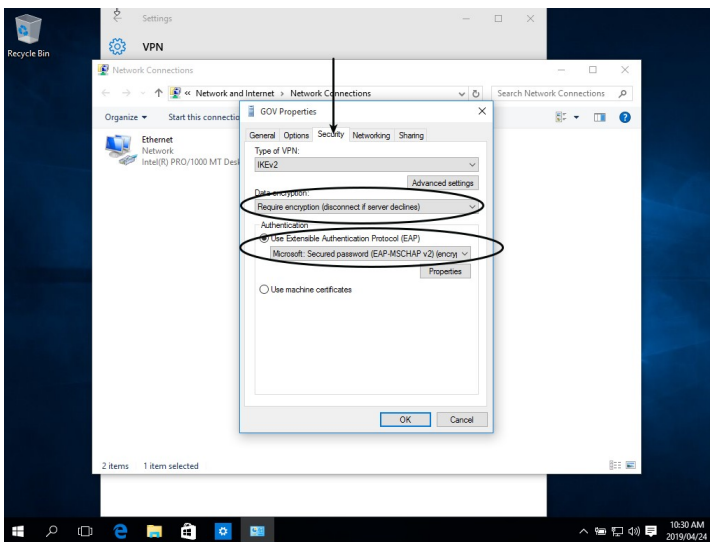 Settings
Recycle Bin
VPN
Network Connections
« Network and Internet > Network Connections
Search Network Connections
Organize
Start this connectio
GOV Properties
General Options Security Networking Sharing
Ethernet
Network
Intel(R) PRO/1000 MT Desk
Type of VPN:
IKEv2
Advanced settings
Data encryption:
Require encryption (disconnect if server declines)
Authentication
Use Extensible Authentication Protocol (EAP)
Microsoft: Secured password (EAP-MSCHAP v2) (encry
Properties
Use machine certificates
OK Cancel
2 items 1 item selected
10:30 AM
2019/04/24